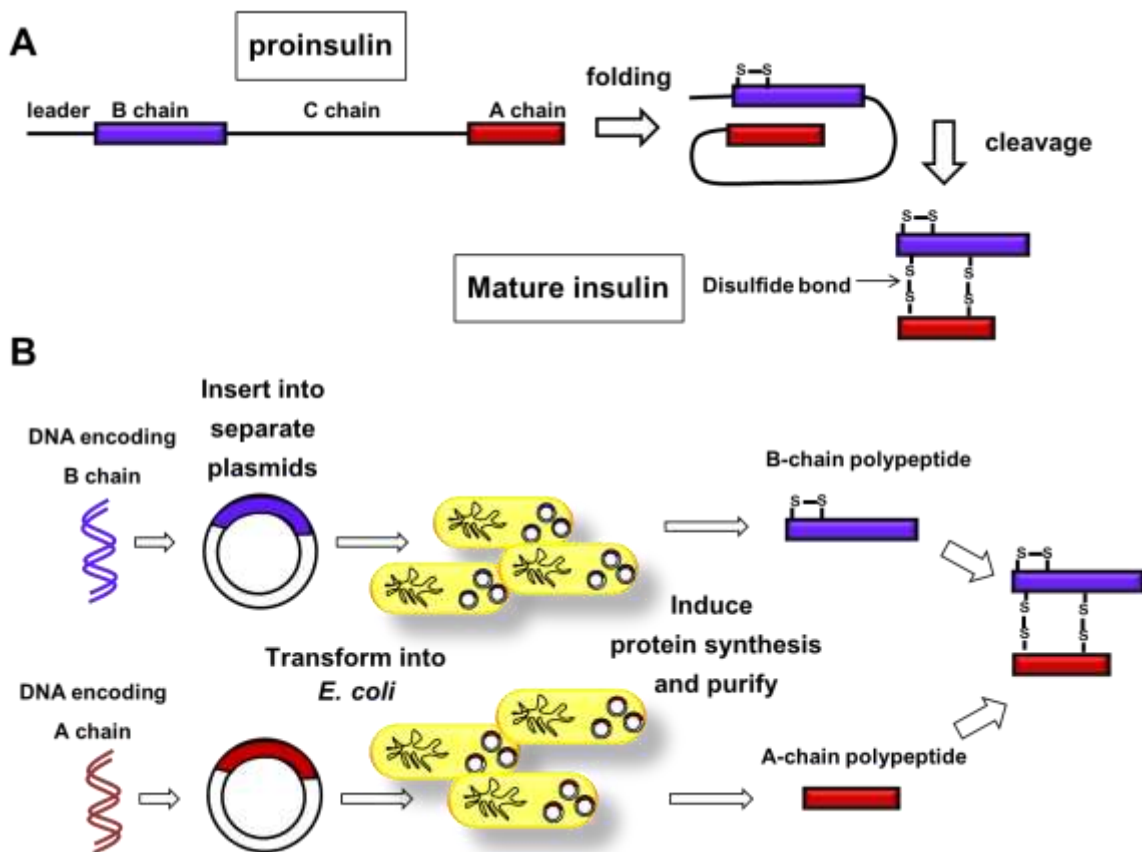 A
proinsulin
leader
B chain
C chain
A chain
folding
S-S
cleavage
S-S
Mature insulin
Disulfide bond
S
S
S
S
B
DNA encoding
B chain
Insert into
separate
plasmids
B-chain polypeptide
S-S
S-S
S
S
S
S
Induce
protein synthesis
and purify
Transform into
E. coli
DNA encoding
A chain
A-chain polypeptide